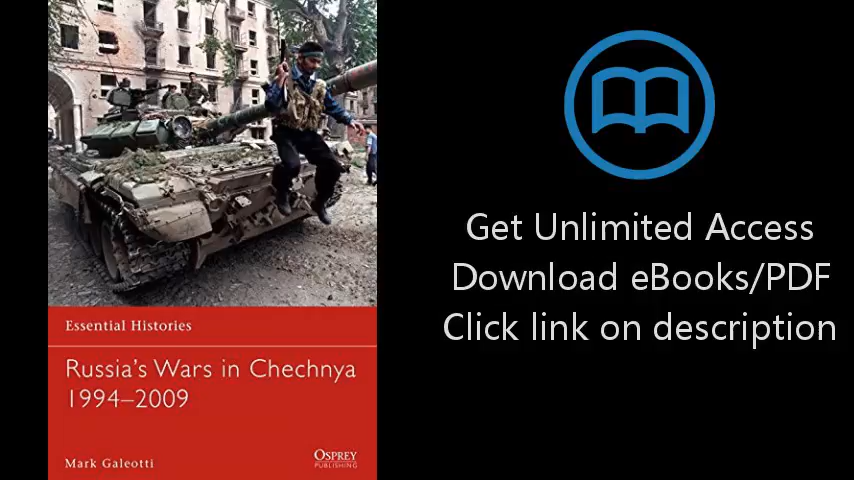 Essential Histories
Russia's Wars in Chechnya
1994–2009
Mark Galeotti
OSPREY
PUBLISHING
Get Unlimited Access
Download eBooks/PDF
Click link on description